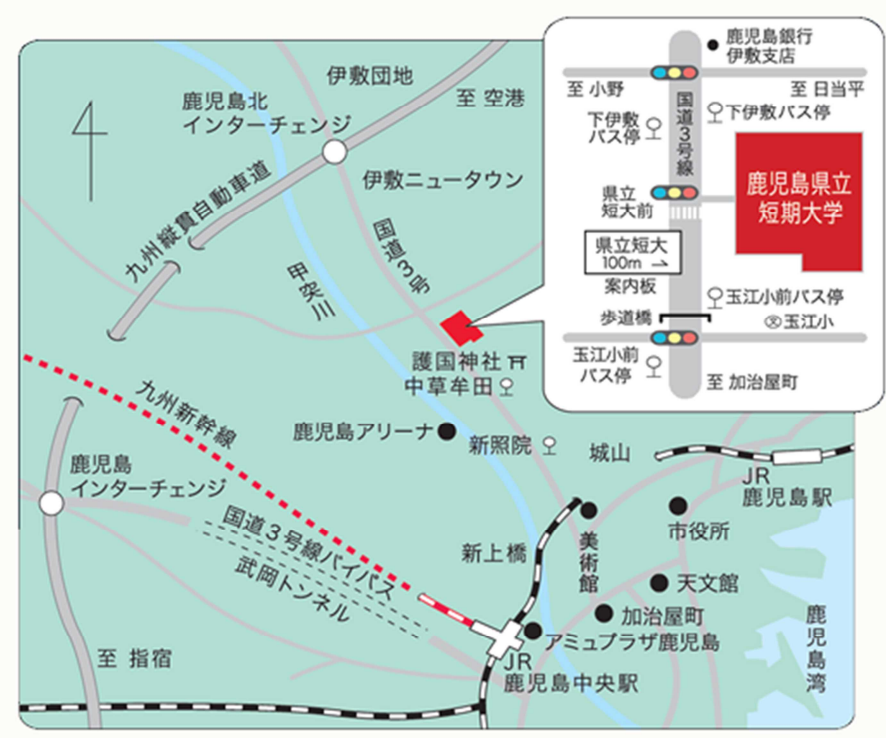 鹿児島銀行
伊敷支店
至 小野
至 日当平
国道3号線
下伊敷バス停
下伊敷
バス停
鹿児島県立
短期大学
県立
短大前
県立短大
100m →
案内板
玉江小前バス停
歩道橋
㊛玉江小
玉江小前
バス停
至 加治屋町
伊敷団地
鹿児島北
インターチェンジ
至 空港
伊敷ニュータウン
九州縦貫自動車道
国道3号
甲突川
護国神社
中草牟田
九州新幹線
鹿児島アリーナ
新照院
城山
JR
鹿児島駅
鹿児島
インターチェンジ
国道3号線バイパス
武岡トンネル
新上橋
美術館
市役所
天文館
加治屋町
アミュプラザ鹿児島
JR
鹿児島中央駅
鹿児島湾
至 指宿